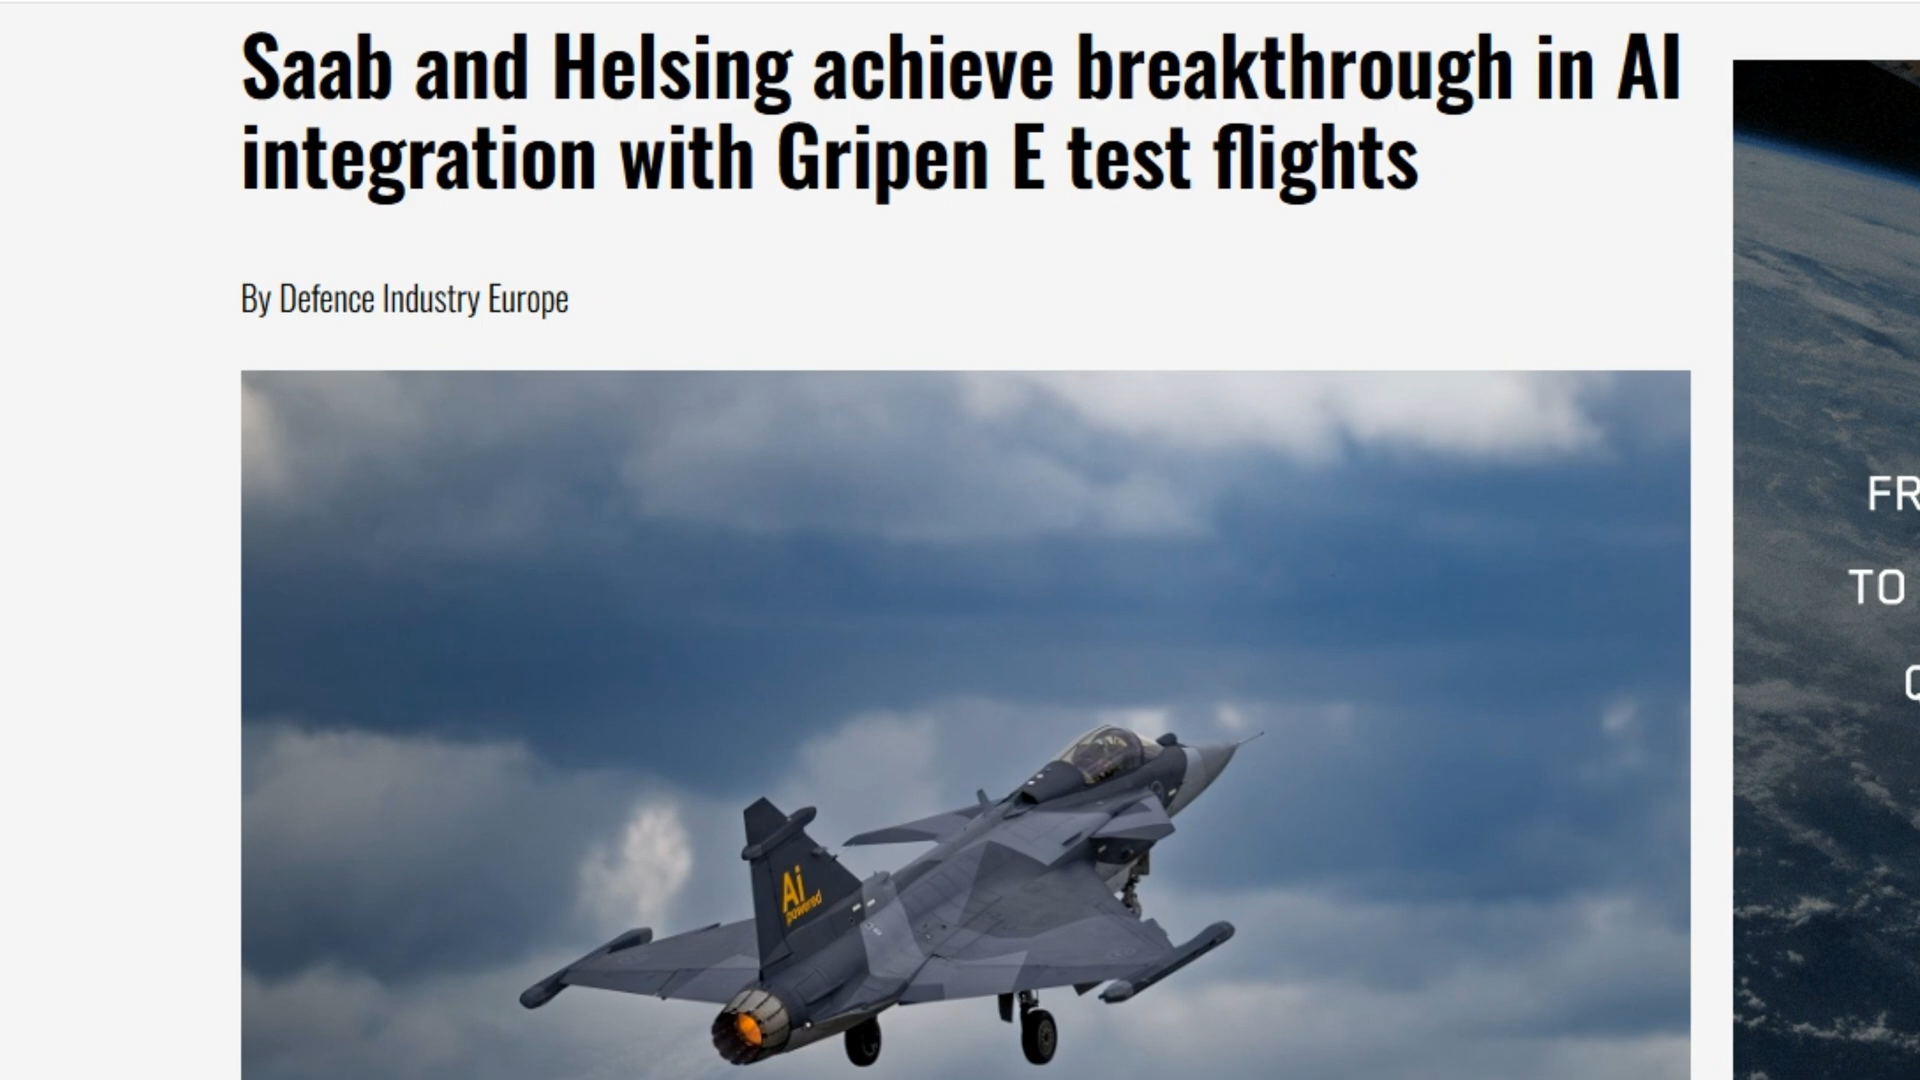 Saab and Helsing achieve breakthrough in AI
integration with Gripen E test flights
By Defence Industry Europe
Ai
powered
FR
TO